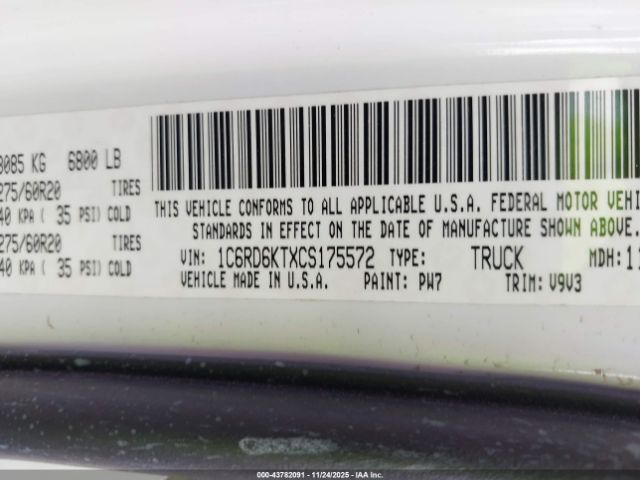 3085 KG 6800 LB
275/60R20 TIRES
40 KPA ( 35 PSI) COLD
275/60R20 TIRES
40 KPA ( 35 PSI) COLD
THIS VEHICLE CONFORMS TO ALL APPLICABLE U.S.A. FEDERAL MOTOR VEHI
STANDARDS IN EFFECT ON THE DATE OF MANUFACTURE SHOWN ABOVE.
VIN: 1C6RD6KTXCS175572 TYPE: TRUCK MDH: 11
VEHICLE MADE IN U.S.A. PAINT: PW7 TRIM: V9V3
000-43782091 - 11/24/2025 - IAA Inc.